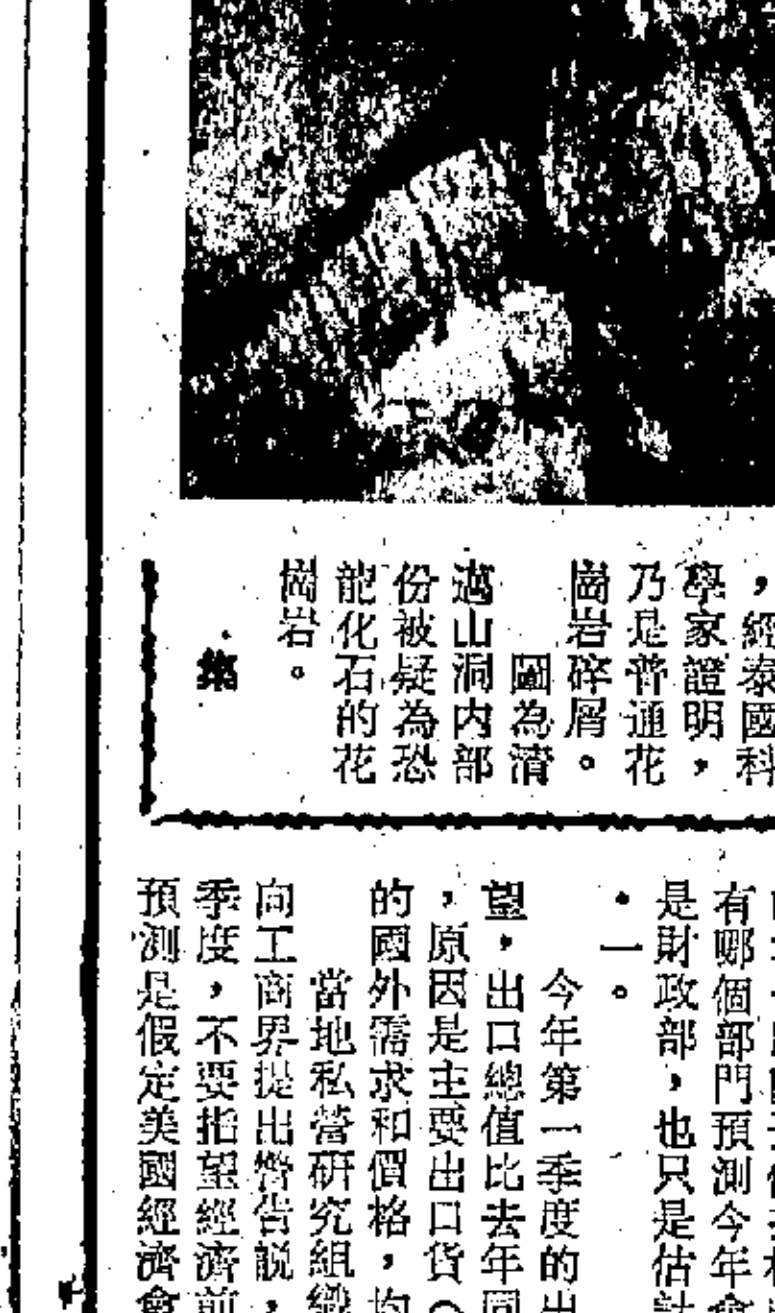 ，經泰國科
學家證明，
乃是普通花
崗岩碎屑。
圖為清
邁山洞内部
份被疑為恐
龍化石的花
崗岩。
有哪個部門預測今年會
是財政部，也只是估計
·一。
今年第一季度的出
望，出口總值比去年同
，原因是主要出口貨（
的國外需求和價格，均
當地私營研究組織
向工商界提出警告説，
季度，不要指望經濟前
預測是假定美國經濟會